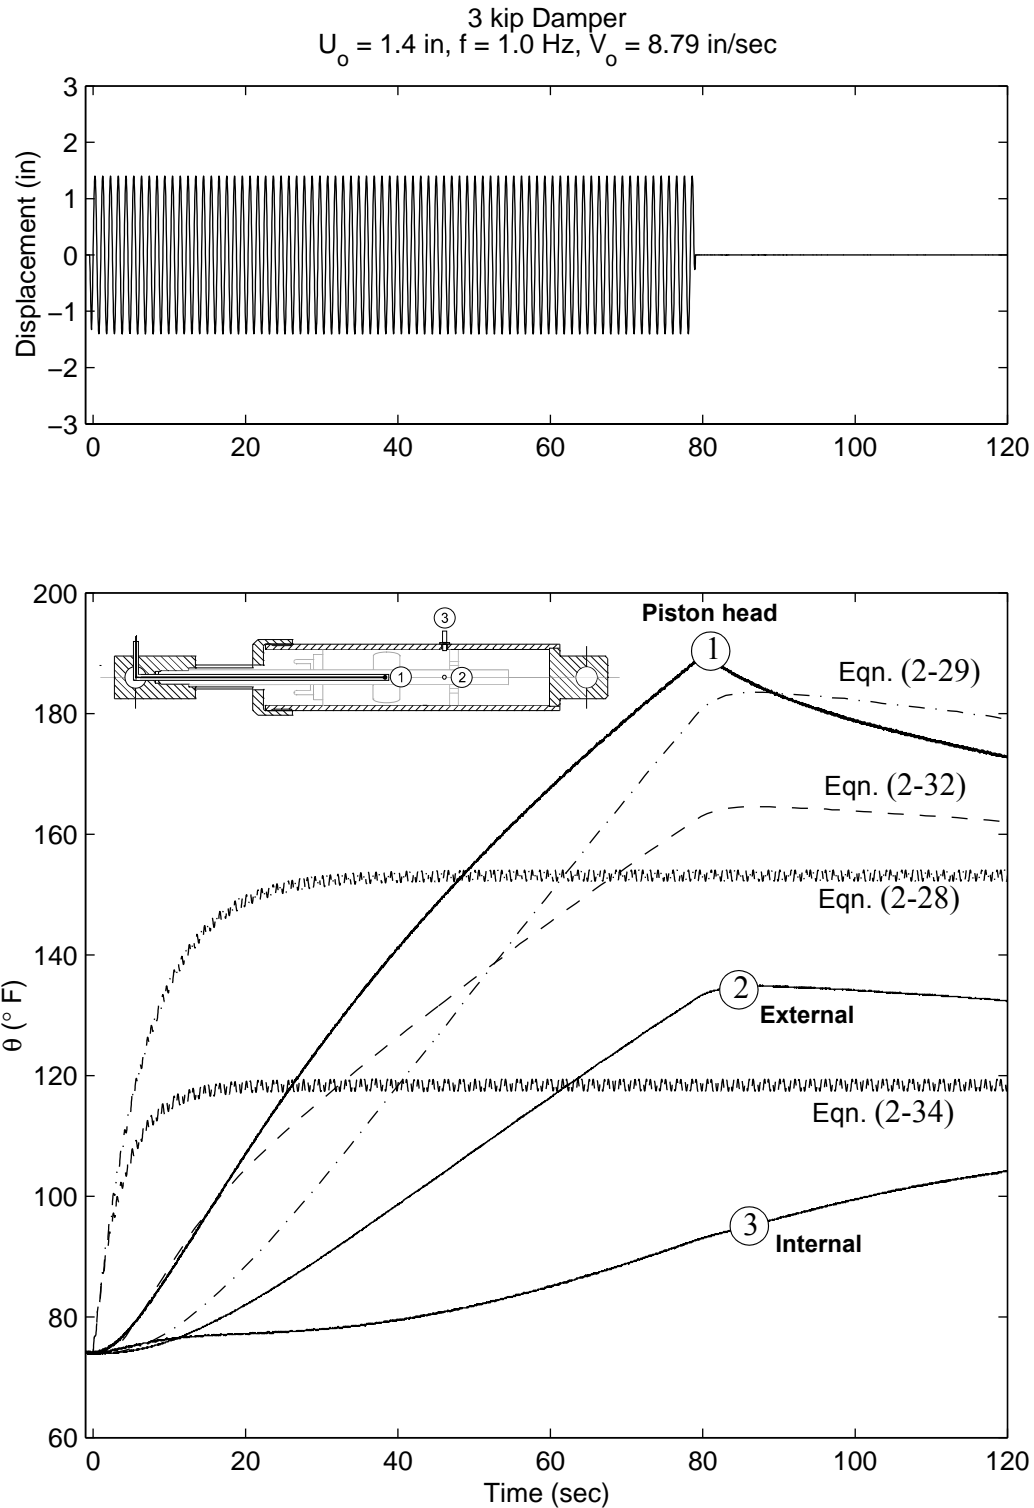 3 kip Damper
U_o = 1.4 in, f = 1.0 Hz, V_o = 8.79 in/sec
3
2
1
0
−1
−2
−3
Displacement (in)
0 20 40 60 80 100 120
200
180
160
140
120
100
80
60
θ (° F)
3
1
2
Piston head
1
Eqn. (2-29)
Eqn. (2-32)
Eqn. (2-28)
2
External
Eqn. (2-34)
3
Internal
0 20 40 60 80 100 120
Time (sec)